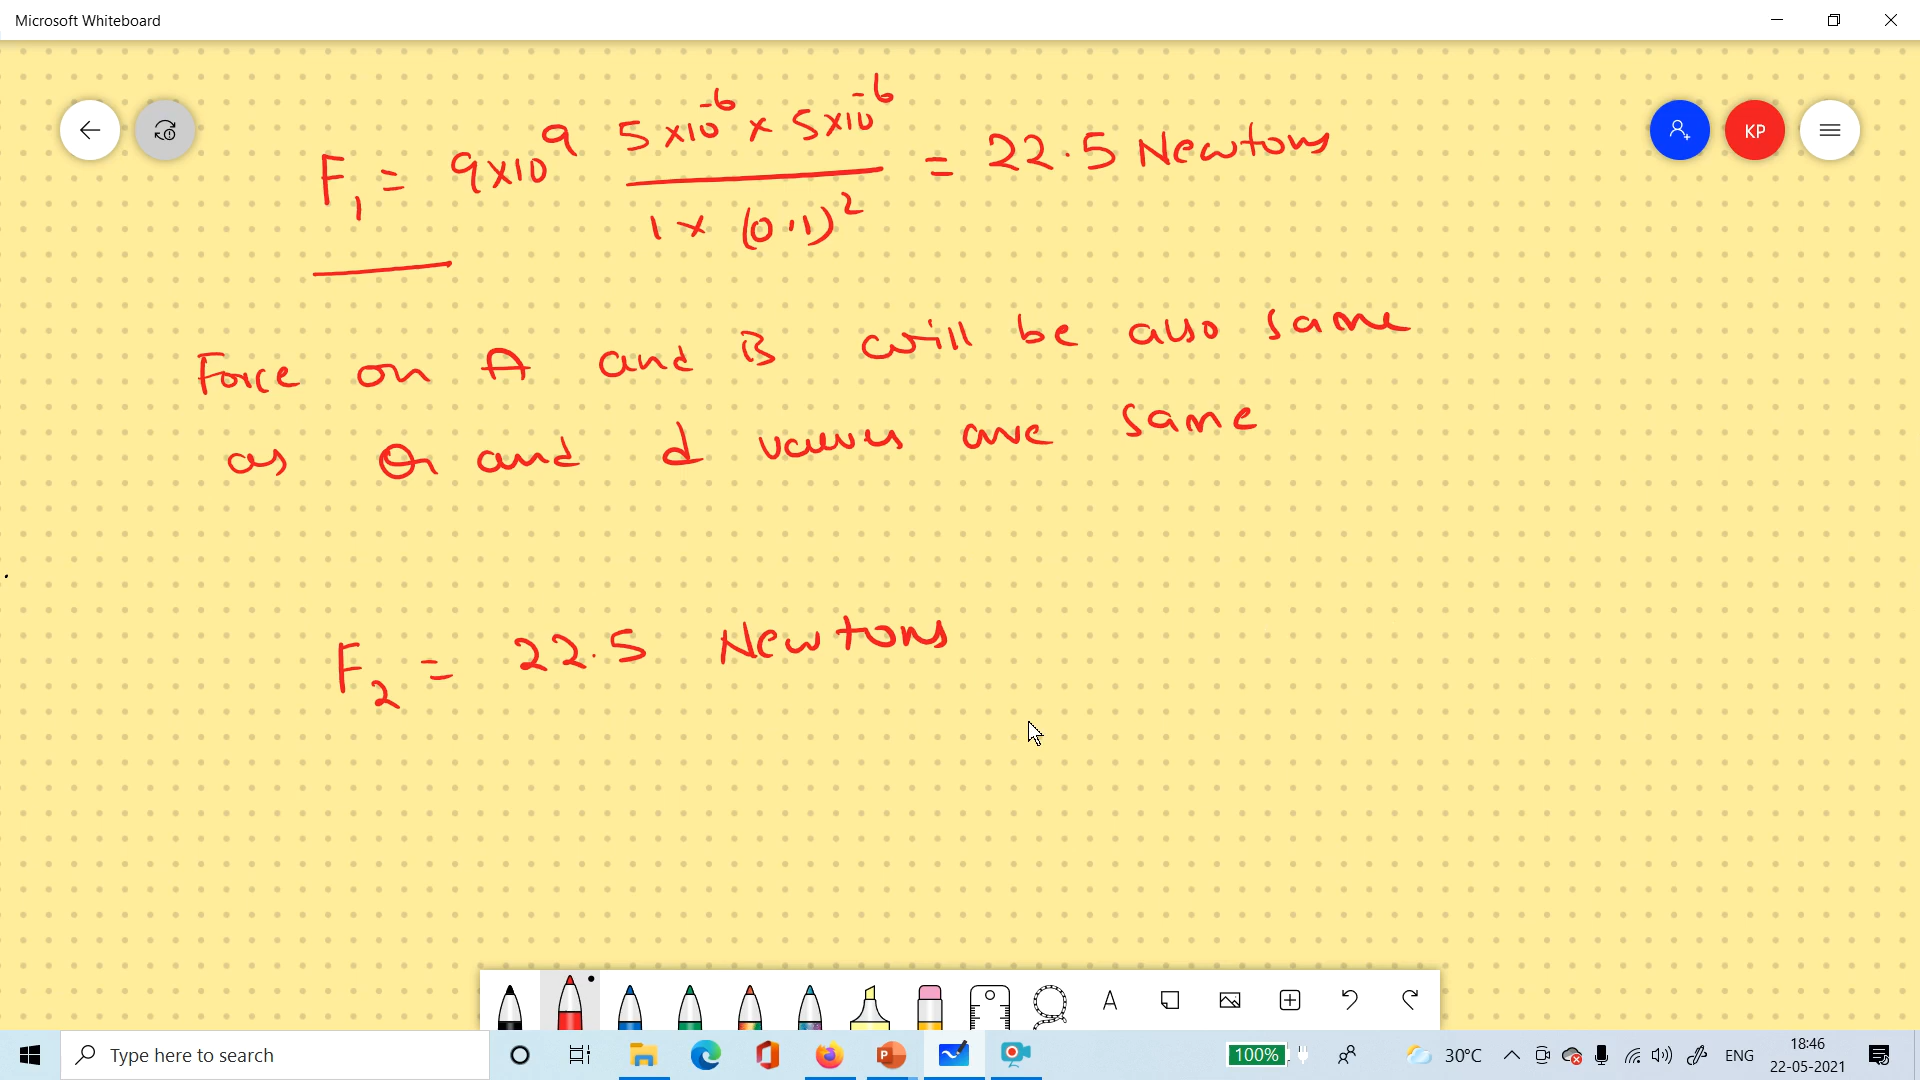 Microsoft Whiteboard
KP
F₁ = 9×10⁹ (5×10⁻⁶ × 5×10⁻⁶) / (1 × (0.1)²) = 22.5 Newtons
Force on A and B will be also same
as Q and d values are same
F₂ = 22.5 Newtons
Type here to search
100%
30°C
ENG
18:46
22-05-2021